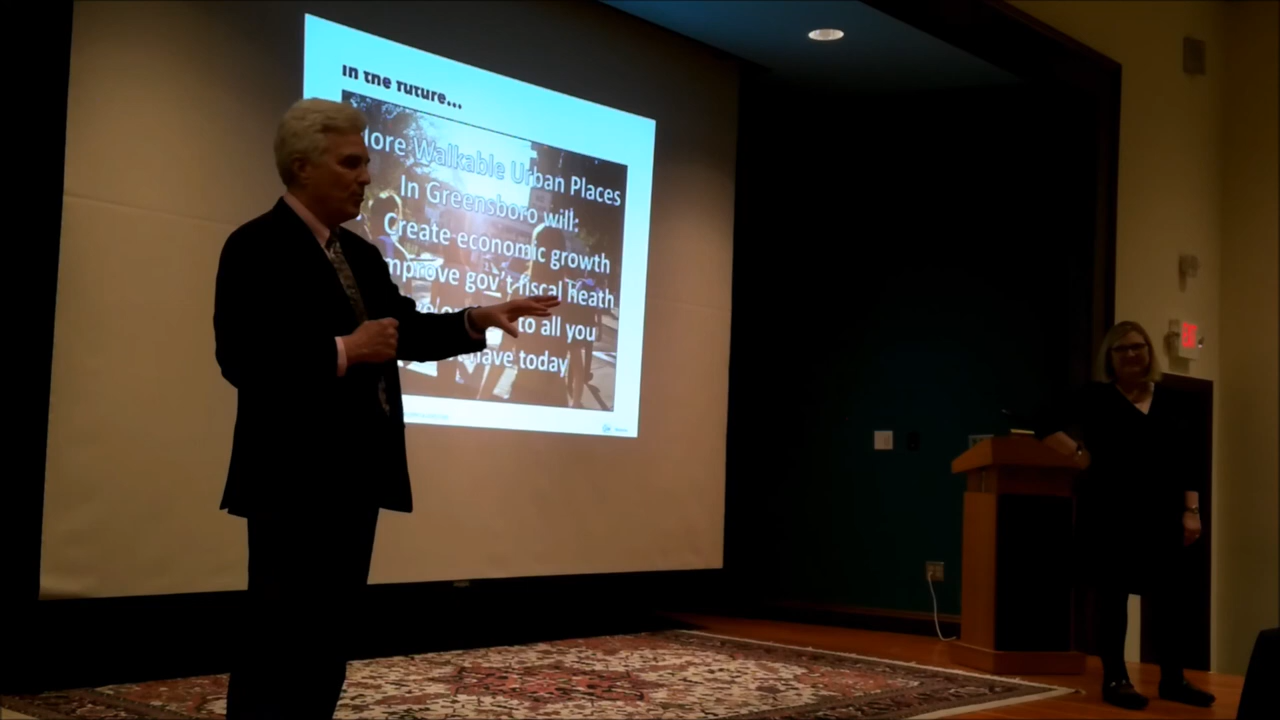 In the future...
ore Walkable Urban Places
In Greensboro will:
Create economic growth
mprove gov't fiscal heath
to all you
have today